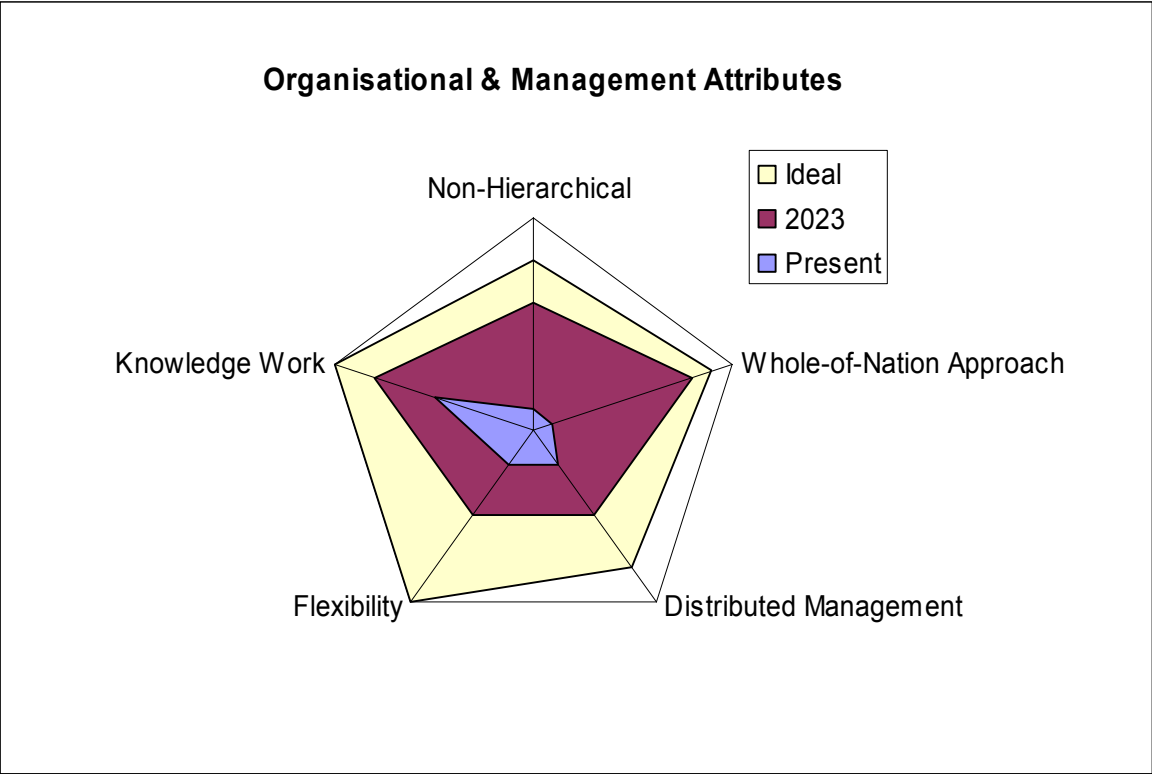 Organisational & Management Attributes
Ideal
2023
Present
Non-Hierarchical
Knowledge Work
Whole-of-Nation Approach
Flexibility
Distributed Management